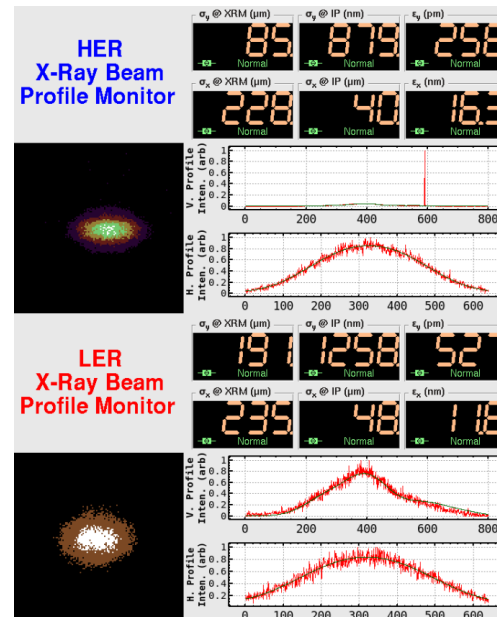 HER
X-Ray Beam
Profile Monitor
σy @ XRM (µm) σy @ IP (nm) εy (pm)
85 879 256
Normal Normal Normal
σx @ XRM (µm) σx @ IP (µm) εx (nm)
228 40 16.
Normal Normal Normal
V. Profile
Inten. (arb)
1
0.8
0.6
0.4
0.2
0
0 200 400 600 800
H. Profile
Inten. (arb)
1
0.8
0.6
0.4
0.2
0
0 100 200 300 400 500 600
LER
X-Ray Beam
Profile Monitor
σy @ XRM (µm) σy @ IP (nm) εy (pm)
191 1258 527
Normal Normal Normal
σx @ XRM (µm) σx @ IP (µm) εx (nm)
235 48 11.
Normal Normal Normal
V. Profile
Inten. (arb)
1
0.8
0.6
0.4
0.2
0
0 200 400 600 800
H. Profile
Inten. (arb)
1
0.8
0.6
0.4
0.2
0 100 200 300 400 500 600